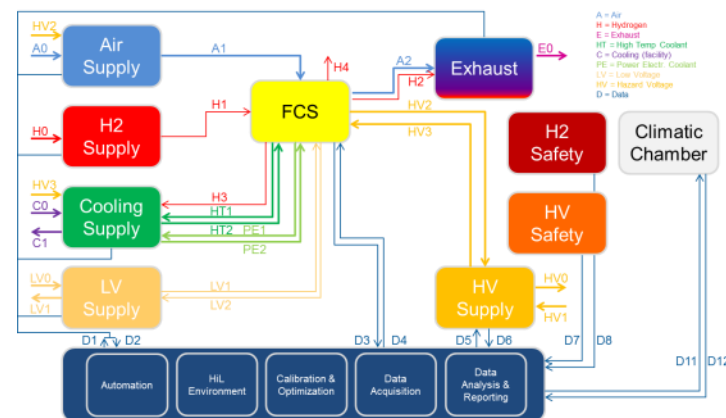 HV2
A0
Air
Supply
A1
H4
A2
H2
Exhaust
E0
A = Air
H = Hydrogen
E = Exhaust
HT = High Temp Coolant
C = Cooling (facility)
PE = Power Electr. Coolant
LV = Low Voltage
HV = Hazard Voltage
D = Data
H0
H2
Supply
H1
FCS
HV2
HV3
H2
Safety
Climatic
Chamber
HV3
C0
C1
Cooling
Supply
H3
HT1
HT2
PE1
PE2
HV
Safety
LV0
LV1
LV
Supply
LV1
LV2
HV
Supply
HV0
HV1
D1
D2
D3
D4
D5
D6
D7
D8
D11
D12
Automation
HiL
Environment
Calibration &
Optimization
Data
Acquisition
Data
Analysis &
Reporting